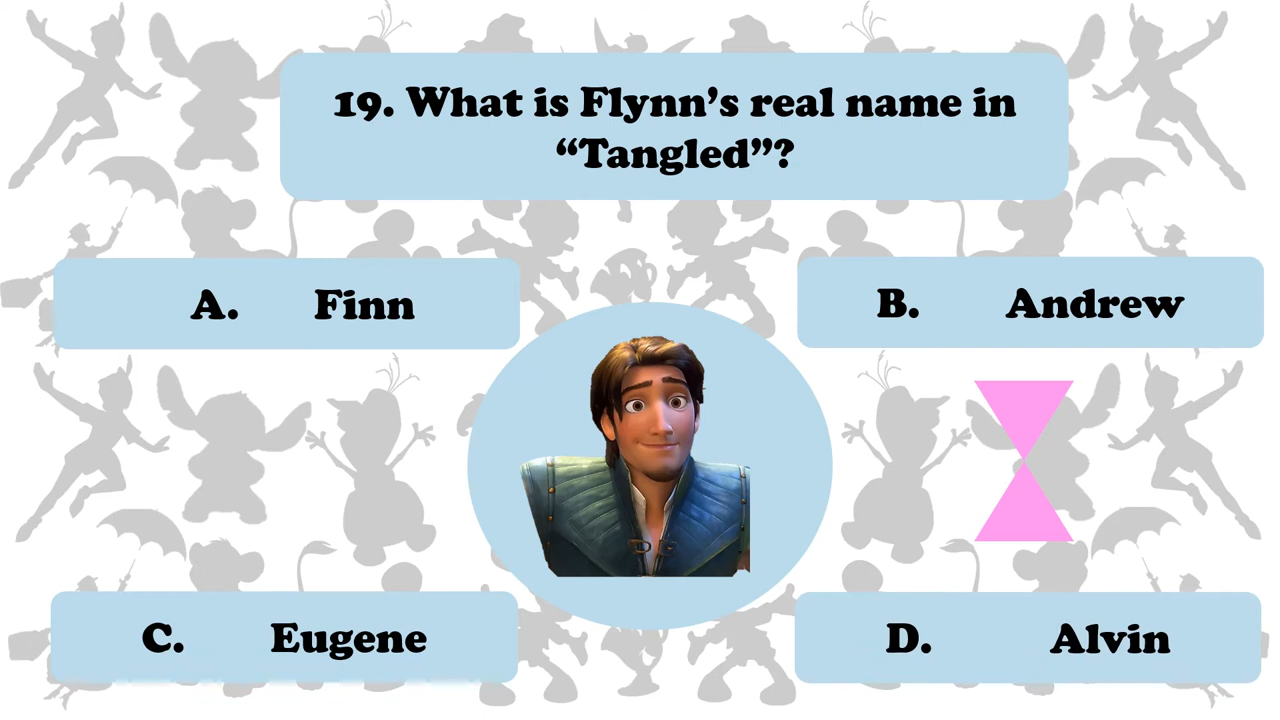 19. What is Flynn’s real name in
“Tangled”?
A. Finn
B. Andrew
C. Eugene
D. Alvin